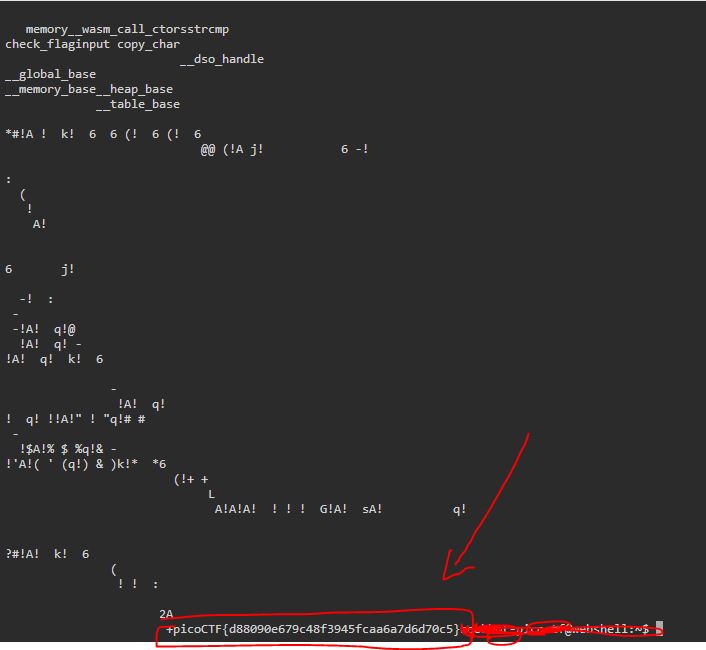 memory__wasm_call_ctorsstrcmp
check_flaginput copy_char
__dso_handle
__global_base
__memory_base__heap_base
__table_base
*#!A !  k!  6  6 (!  6 (!  6
@@ (!A j!           6 -!
:
(
!
A!
6       j!
-!  :
-
-!A!  q!@
!A!  q! -
!A!  q!  k!  6
-
!A!  q!
!  q! !!A!" ! "q!# #
-
!$A!% $ %q!& -
!'A!( ' (q!) & )k!*  *6
(!+ +
L
A!A!A!  ! ! !  G!A!  sA!          q!
?#!A!  k!  6
(
! !  :
2A
+picoCTF{d88090e679c48f3945fcaa6a7d6d70c5}
@webshell:~$